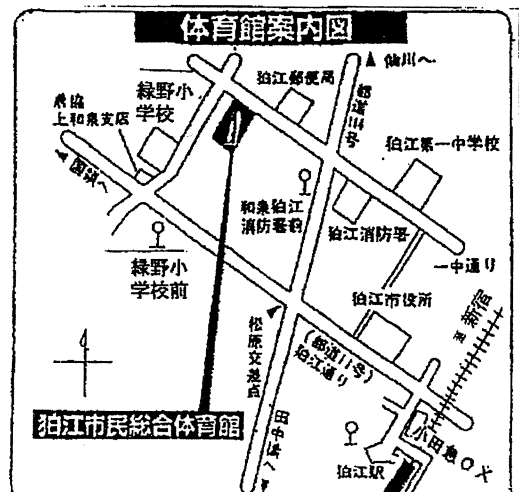 体育館案内図
仙川へ
狛江郵便局
都道114号
緑野小
学校
農協
上和泉支店
狛江第一中学校
国領へ
和泉狛江
消防署前
狛江消防署
一中通り
緑野小
学校前
狛江市役所
新宿
至
松原交差点
(都道11号)
狛江通り
狛江市民総合体育館
小田急OX
狛江駅